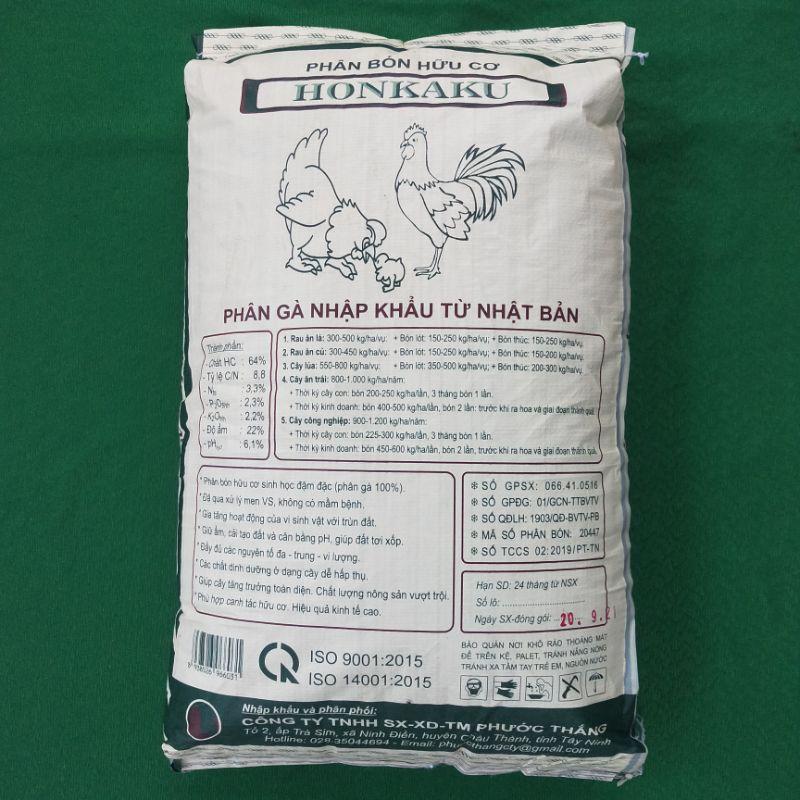 PHÂN BÓN HỮU CƠ
HONKAKU
PHÂN GÀ NHẬP KHẨU TỪ NHẬT BẢN
Thành phần:
- Chất HC : 64%
- Tỷ lệ C/N : 8,8
- Nts : 3,3%
- P2O5hh : 2,3%
- K2Ohh : 2,2%
- Độ ẩm : 22%
- pHH2O : 6,1%
1. Rau ăn lá: 300-500 kg/ha/vụ: + Bón lót: 150-250 kg/ha/vụ; + Bón thúc: 150-250 kg/ha/vụ.
2. Rau ăn củ: 300-450 kg/ha/vụ: + Bón lót: 150-250 kg/ha/vụ; + Bón thúc: 150-200 kg/ha/vụ.
3. Cây lúa: 550-800 kg/ha/vụ: + Bón lót: 350-500 kg/ha/vụ; + Bón thúc: 200-300 kg/ha/vụ.
4. Cây ăn trái: 800-1.000 kg/ha/năm:
+ Thời kỳ cây con: bón 200-250 kg/ha/lần, 3 tháng bón 1 lần.
+ Thời kỳ kinh doanh: bón 400-500 kg/ha/lần, bón 2 lần: trước khi ra hoa và giai đoạn thành quả.
5. Cây công nghiệp: 900-1.200 kg/ha/năm:
+ Thời kỳ cây con: bón 225-300 kg/ha/lần, 3 tháng bón 1 lần.
+ Thời kỳ kinh doanh: bón 450-600 kg/ha/lần, bón 2 lần, trước khi ra hoa và giai đoạn thành quả.
* Phân bón hữu cơ sinh học đậm đặc (phân gà 100%).
* Đã qua xử lý men VS, không có mầm bệnh.
* Gia tăng hoạt động của vi sinh vật với trùn đất.
* Giữ ẩm, cải tạo đất và cân bằng pH, giúp đất tơi xốp.
* Đầy đủ các nguyên tố đa - trung - vi lượng.
* Các chất dinh dưỡng ở dạng cây dễ hấp thụ.
* Giúp cây tăng trưởng toàn diện. Chất lượng nông sản vượt trội.
* Phù hợp canh tác hữu cơ. Hiệu quả kinh tế cao.
* SỐ GPSX: 066.41.0516
* SỐ GPĐG: 01/GCN-TTBVTV
* SỐ QĐLH: 1903/QĐ-BVTV-PB
* MÃ SỐ PHÂN BÓN: 20447
* SỐ TCCS 02:2019/PT-TN
Hạn SD: 24 tháng từ NSX
Số lô: ..............................
Ngày SX-đóng gói: ... 20. 9.2
ISO 9001:2015
ISO 14001:2015
BẢO QUẢN NƠI KHÔ RÁO THOÁNG MÁT
ĐỂ TRÊN KỆ, PALET, TRÁNH NẮNG NÓNG
TRÁNH XA TẦM TAY TRẺ EM, NGUỒN NƯỚC
Nhập khẩu và phân phối:
CÔNG TY TNHH SX-XD-TM PHƯỚC THẮNG
Tổ 2, ấp Trà Sim, xã Ninh Điền, huyện Châu Thành, tỉnh Tây Ninh
Hotline: 028.35044694 - Email: phuocthangcty@gmail.com